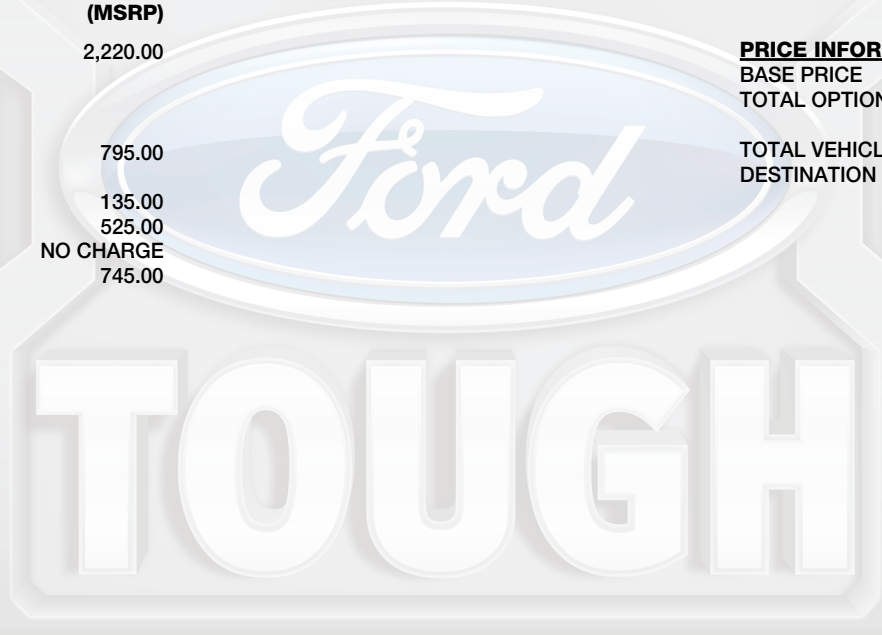 (MSRP)
2,220.00
795.00
135.00
525.00
NO CHARGE
745.00
PRICE INFOR
BASE PRICE
TOTAL OPTION
TOTAL VEHICL
DESTINATION
Ford
TOUGH